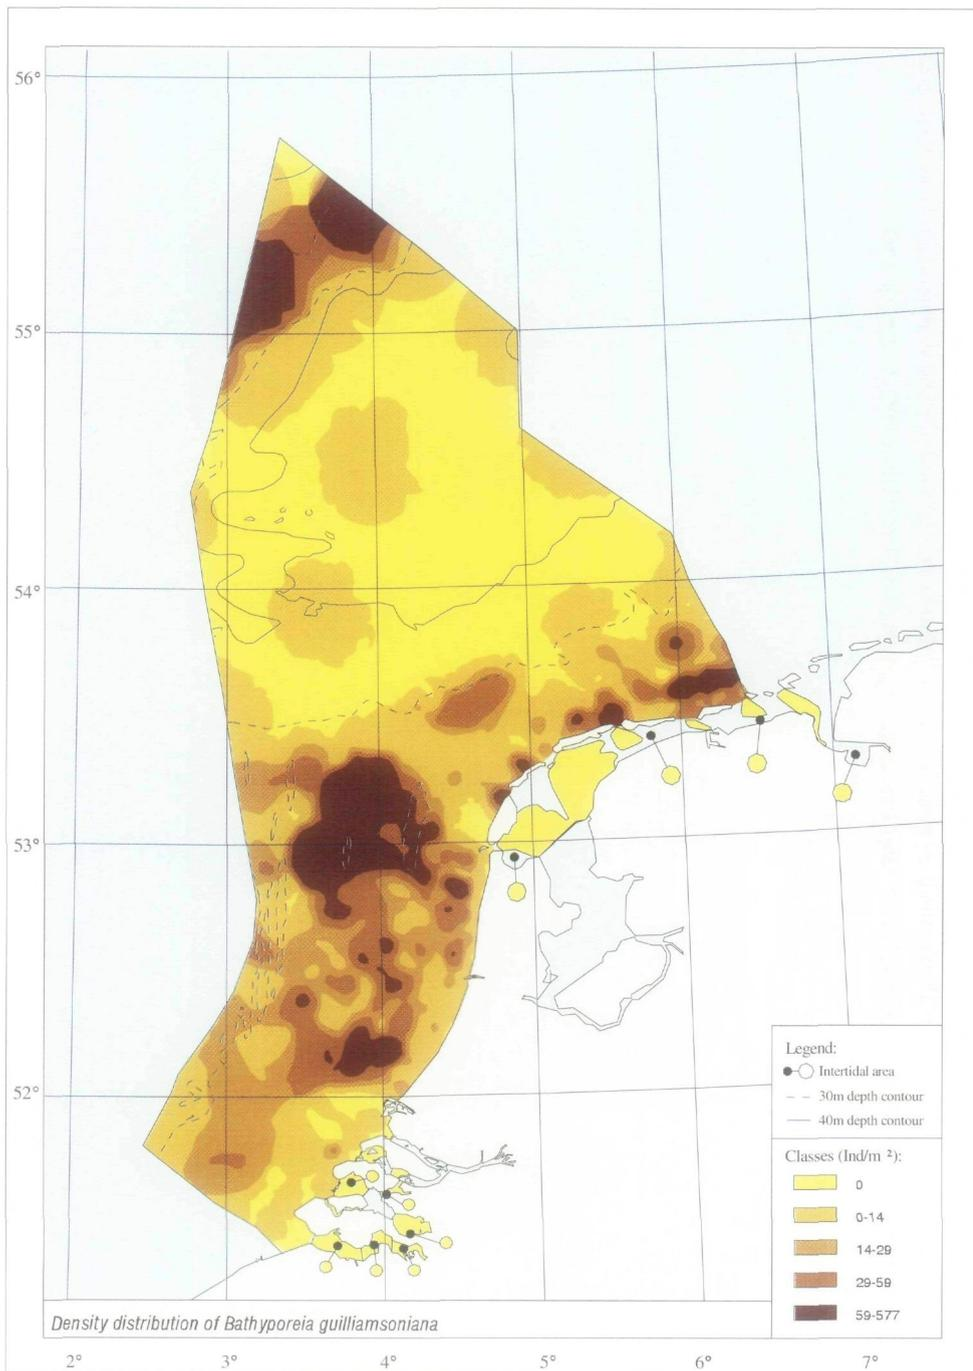 56°
55°
54°
53°
52°
Legend:
Intertidal area
30m depth contour
40m depth contour
Classes (Ind/m ²):
0
0-14
14-29
29-59
59-577
Density distribution of Bathyporeia guilliamsoniana
2° 3° 4° 5° 6° 7°